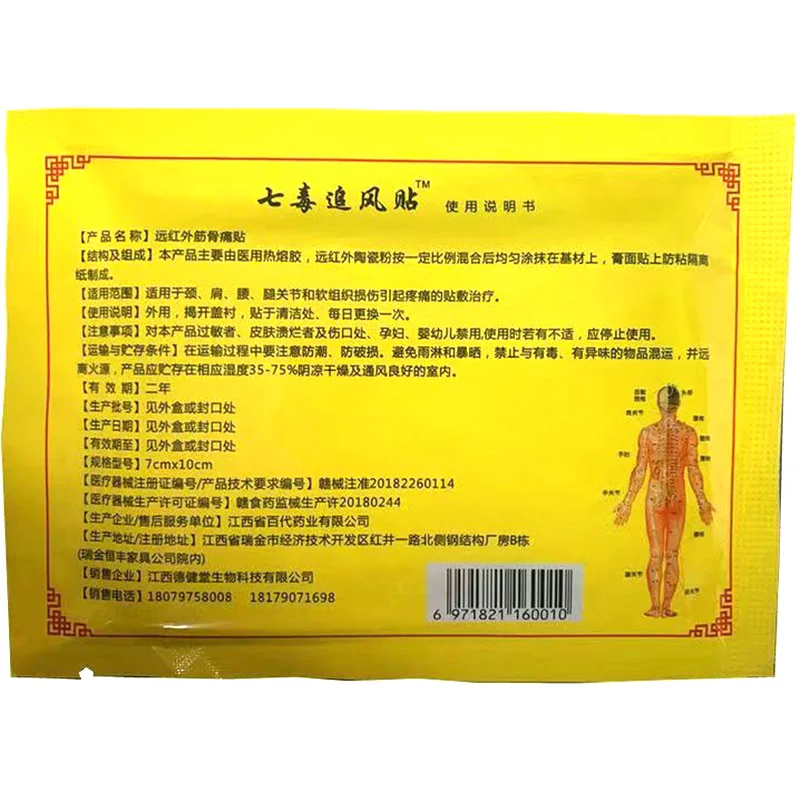 七毒追风贴™ 使用说明书
【产品名称】远红外筋骨痛贴
【结构及组成】本产品主要由医用热熔胶，远红外陶瓷粉按一定比例混合后均匀涂抹在基材上，膏面贴上防粘隔离
纸制成。
【适用范围】适用于颈、肩、腰、腿关节和软组织损伤引起疼痛的贴敷治疗。
【使用说明】外用，揭开盖衬，贴于清洁处、每日更换一次。
【注意事项】对本产品过敏者、皮肤溃烂者及伤口处、孕妇、婴幼儿禁用,使用时若有不适，应停止使用。
【运输与贮存条件】在运输过程中要注意防潮、防破损。避免雨淋和暴晒，禁止与有毒、有异味的物品混运，并远
离火源，产品应贮存在相应湿度35-75%阴凉干燥及通风良好的室内。
【有 效 期】二年
【生产批号】见外盒或封口处
【生产日期】见外盒或封口处
【有效期至】见外盒或封口处
【规格型号】7cmx10cm
【医疗器械注册证编号/产品技术要求编号】赣械注准20182260114
【医疗器械生产许可证编号】赣食药监械生产许20180244
【生产企业/售后服务单位】江西省百代药业有限公司
【生产地址/注册地址】江西省瑞金市经济技术开发区红井一路北侧钢结构厂房B栋
(瑞金恒丰家具公司院内)
【销售企业】江西德健堂生物科技有限公司
【销售电话】18079758008 18179071698
6 971821 160010